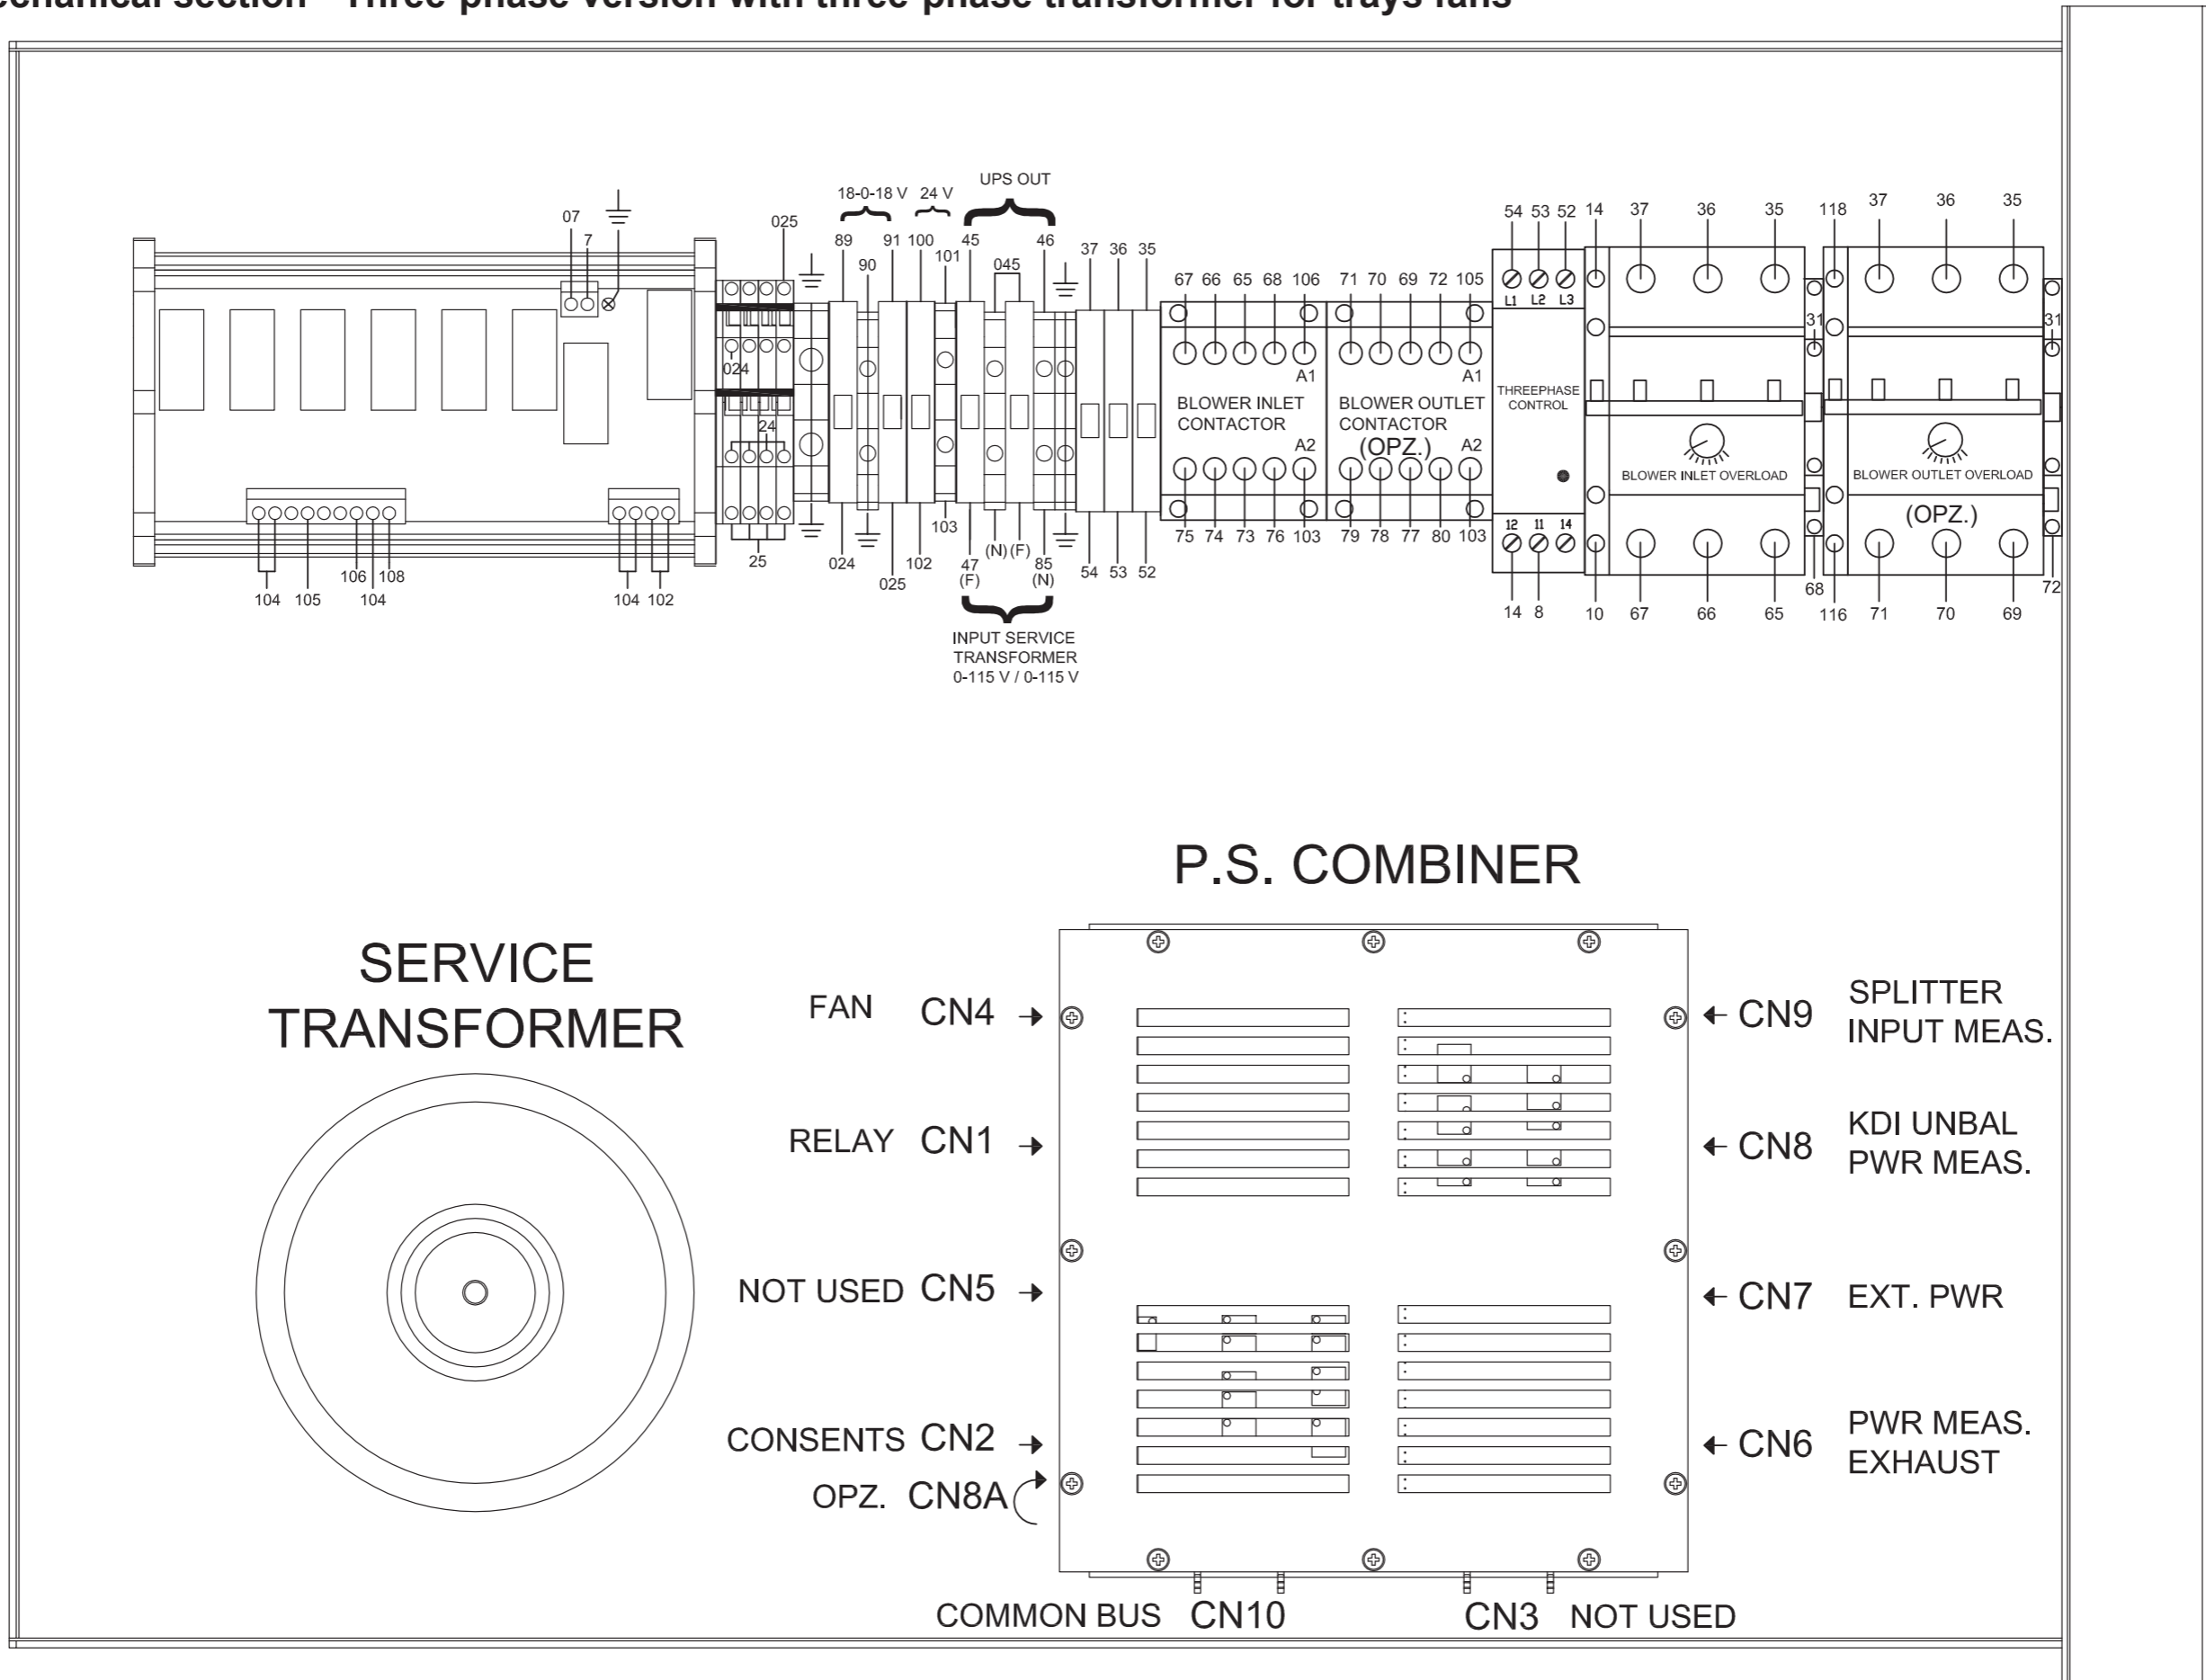 echanical section - Three phase version with three phase transformer for trays fans
UPS OUT
18-0-18 V 24 V
07
7
025
89
90
91
100
101
45
045
46
37 36 35
67 66 65 68 106
71 70 69 72 105
54 53 52
14
37
36
35
118
37
36
35
L1 L2 L3
31
31
024
24
A1
A1
BLOWER INLET
CONTACTOR
A2
BLOWER OUTLET
CONTACTOR
(OPZ.)
A2
THREEPHASE
CONTROL
BLOWER INLET OVERLOAD
BLOWER OUTLET OVERLOAD
(OPZ.)
12 11 14
104
105
106
104
108
104 102
25
024
025
102
103
47
(F)
(N) (F)
85
(N)
54 53 52
75 74 73 76 103
79 78 77 80 103
14 8
10
67
66
65
68
116
71
70
69
72
INPUT SERVICE
TRANSFORMER
0-115 V / 0-115 V
P.S. COMBINER
SERVICE
TRANSFORMER
FAN CN4
RELAY CN1
NOT USED CN5
CONSENTS CN2
OPZ. CN8A
CN9 SPLITTER
INPUT MEAS.
CN8 KDI UNBAL
PWR MEAS.
CN7 EXT. PWR
CN6 PWR MEAS.
EXHAUST
COMMON BUS CN10
CN3 NOT USED